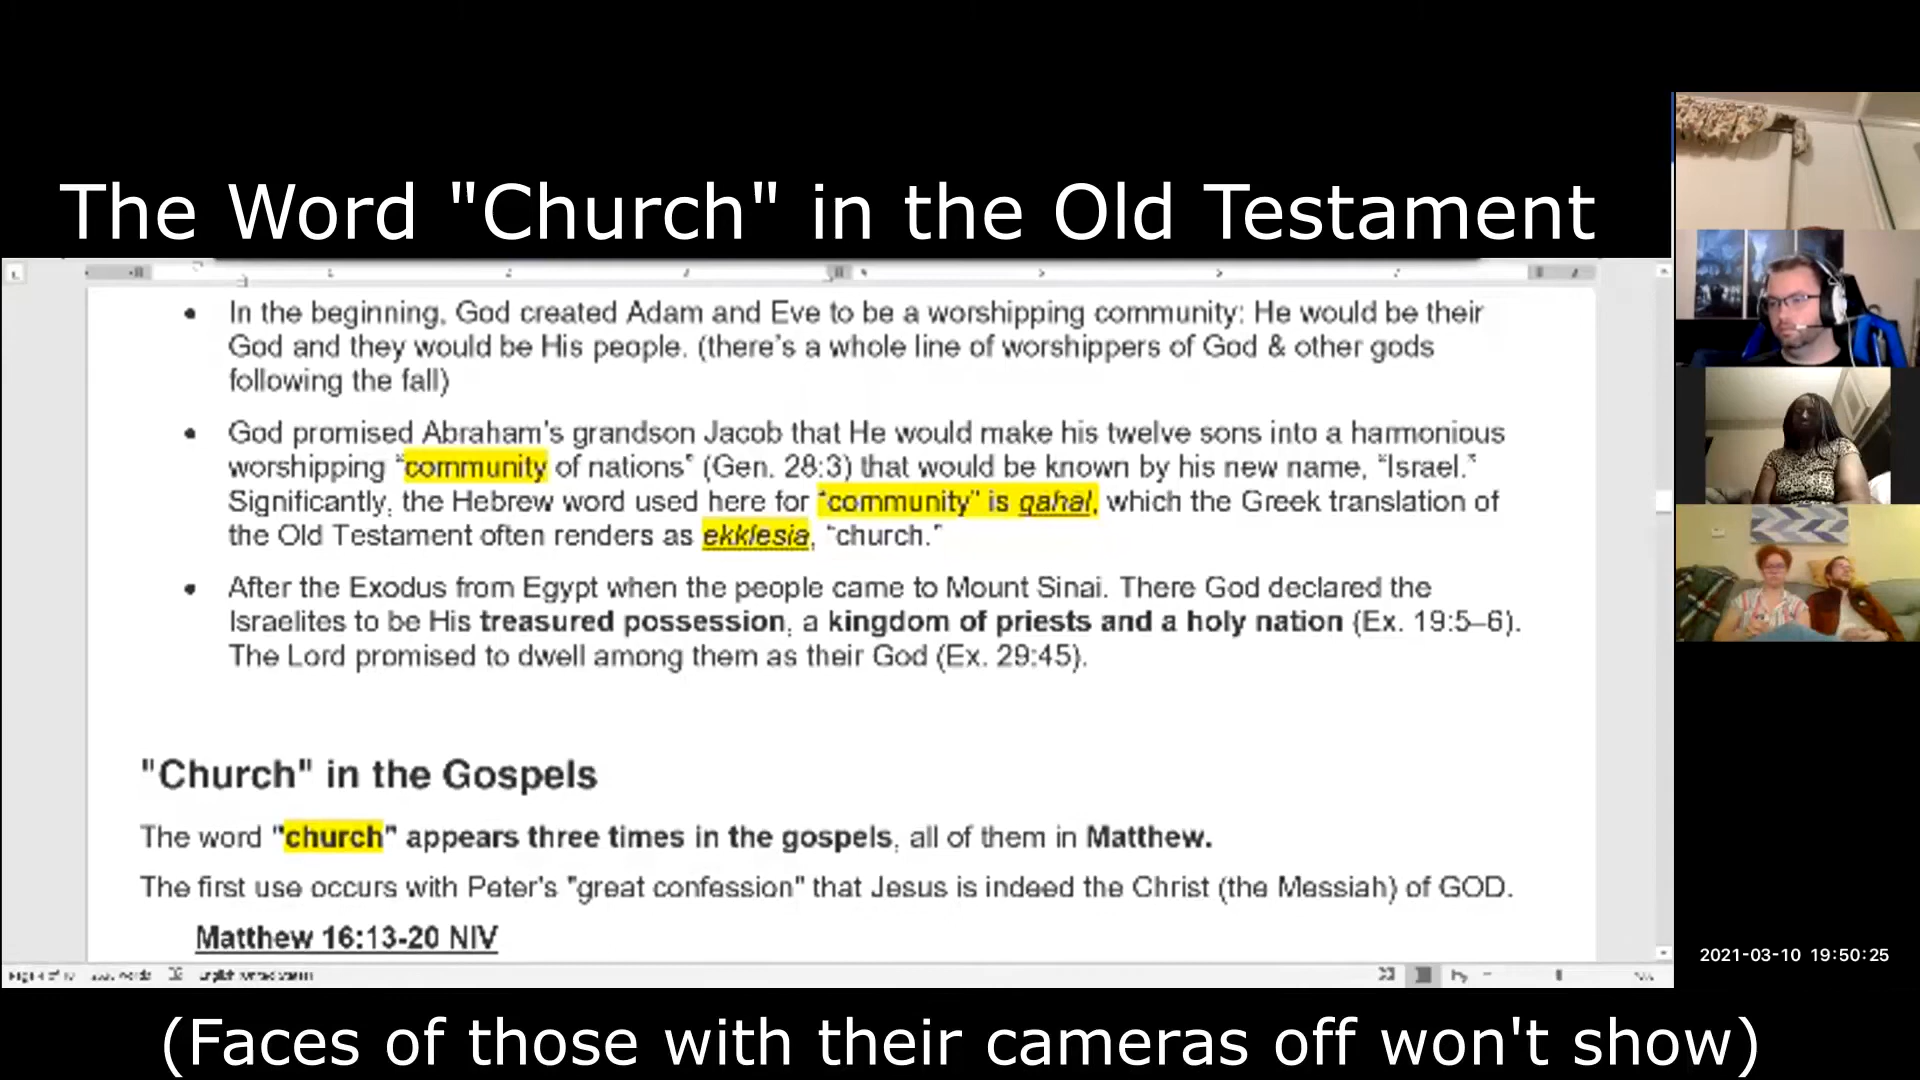 The Word "Church" in the Old Testament
• In the beginning, God created Adam and Eve to be a worshipping community: He would be their
God and they would be His people. (there's a whole line of worshippers of God & other gods
following the fall)
• God promised Abraham's grandson Jacob that He would make his twelve sons into a harmonious
worshipping "community of nations" (Gen. 28:3) that would be known by his new name, "Israel."
Significantly, the Hebrew word used here for "community" is qahal, which the Greek translation of
the Old Testament often renders as ekklesia, "church."
• After the Exodus from Egypt when the people came to Mount Sinai. There God declared the
Israelites to be His treasured possession, a kingdom of priests and a holy nation (Ex. 19:5–6).
The Lord promised to dwell among them as their God (Ex. 29:45).
"Church" in the Gospels
The word "church" appears three times in the gospels, all of them in Matthew.
The first use occurs with Peter's "great confession" that Jesus is indeed the Christ (the Messiah) of GOD.
Matthew 16:13-20 NIV
2021-03-10 19:50:25
(Faces of those with their cameras off won't show)